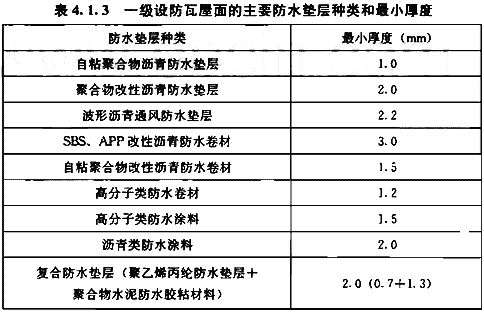 表 4.1.3 一级设防瓦屋面的主要防水垫层种类和最小厚度
防水垫层种类 最小厚度（mm）
自粘聚合物沥青防水垫层 1.0
聚合物改性沥青防水垫层 2.0
波形沥青通风防水垫层 2.2
SBS、APP 改性沥青防水卷材 3.0
自粘聚合物改性沥青防水卷材 1.5
高分子类防水卷材 1.2
高分子类防水涂料 1.5
沥青类防水涂料 2.0
复合防水垫层（聚乙烯丙纶防水垫层＋
聚合物水泥防水胶粘材料） 2.0（0.7＋1.3）